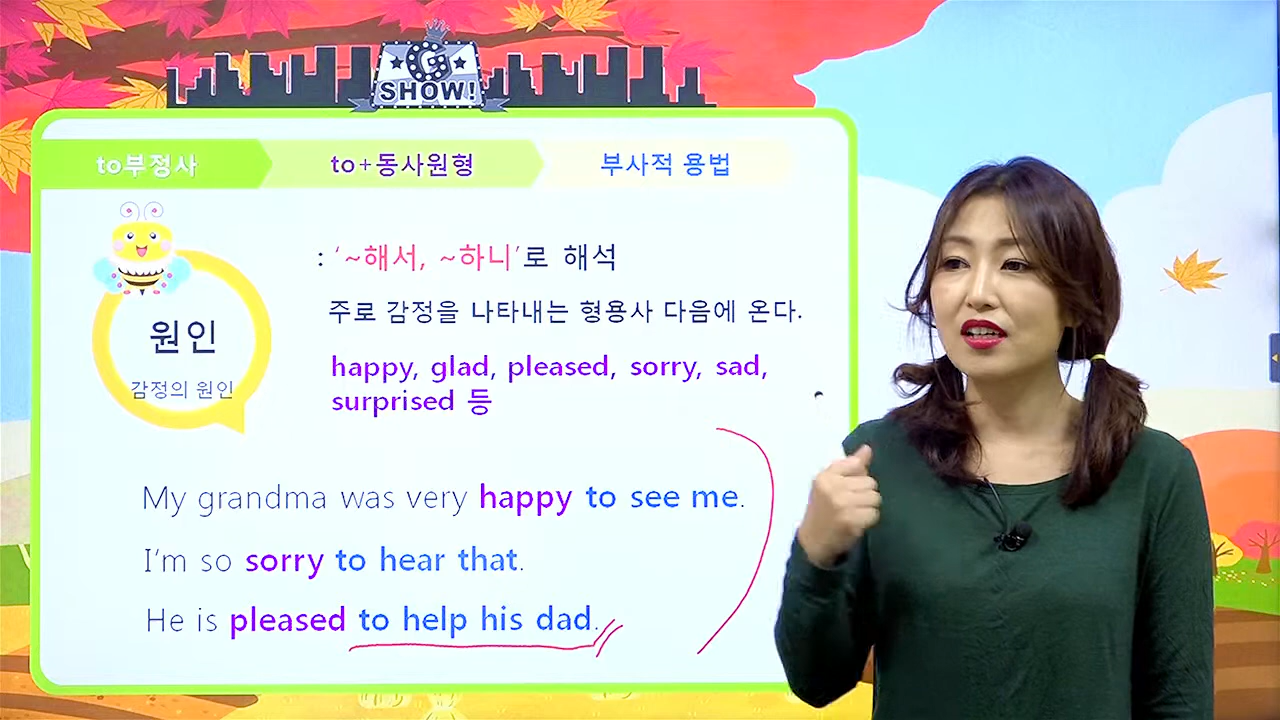 G
SHOW!
to부정사
to+동사원형
부사적 용법
: ‘~해서, ~하니’로 해석
주로 감정을 나타내는 형용사 다음에 온다.
원인
감정의 원인
happy, glad, pleased, sorry, sad,
surprised 등
My grandma was very happy to see me.
I’m so sorry to hear that.
He is pleased to help his dad.